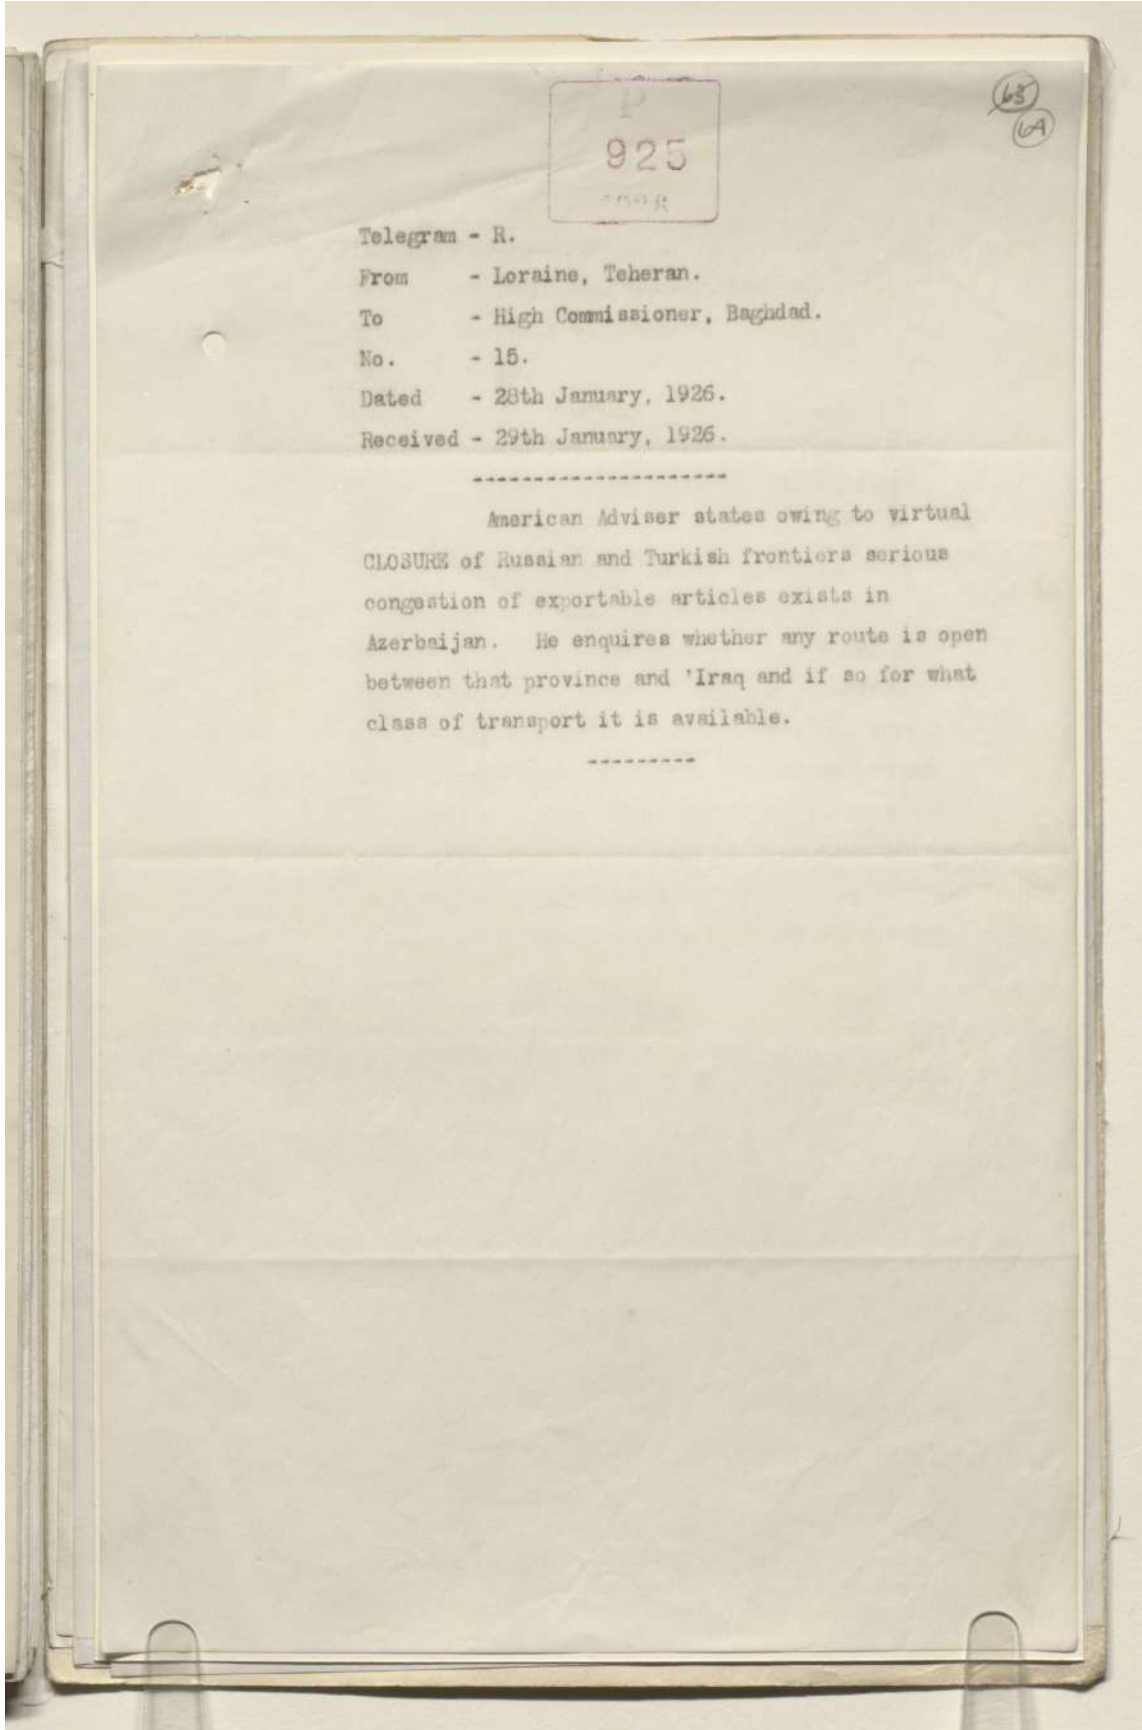 P
925
1926
63
64
Telegram - R.
From - Loraine, Teheran.
To - High Commissioner, Baghdad.
No. - 15.
Dated - 28th January, 1926.
Received - 29th January, 1926.
---------------------
American Adviser states owing to virtual
CLOSURE of Russian and Turkish frontiers serious
congestion of exportable articles exists in
Azerbaijan. He enquires whether any route is open
between that province and 'Iraq and if so for what
class of transport it is available.
---------